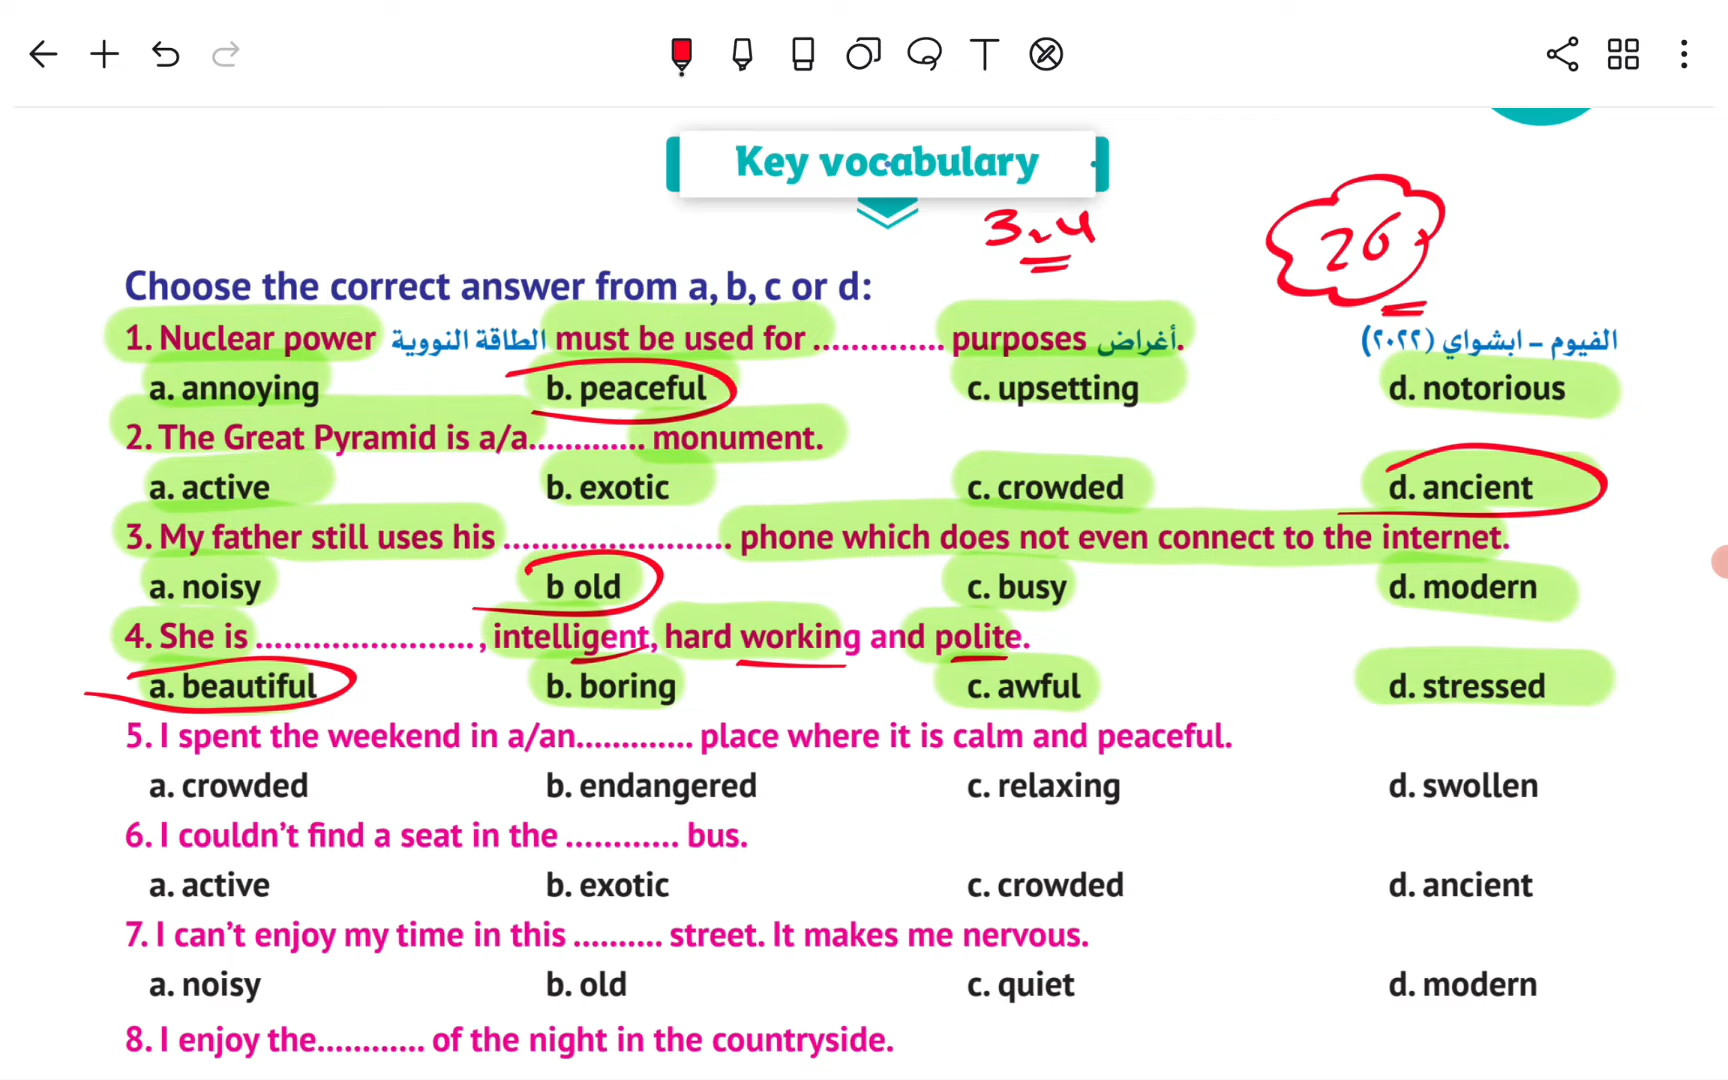 Key vocabulary
3 ~ 4
26
Choose the correct answer from a, b, c or d:
1. Nuclear power الطاقة النووية must be used for .............. purposes أغراض. الفيوم – ابشواي (٢٠٢٢)
a. annoying b. peaceful c. upsetting d. notorious
2. The Great Pyramid is a/a............ monument.
a. active b. exotic c. crowded d. ancient
3. My father still uses his ........................ phone which does not even connect to the internet.
a. noisy b old c. busy d. modern
4. She is ......................., intelligent, hard working and polite.
a. beautiful b. boring c. awful d. stressed
5. I spent the weekend in a/an............. place where it is calm and peaceful.
a. crowded b. endangered c. relaxing d. swollen
6. I couldn't find a seat in the ............ bus.
a. active b. exotic c. crowded d. ancient
7. I can't enjoy my time in this .......... street. It makes me nervous.
a. noisy b. old c. quiet d. modern
8. I enjoy the............ of the night in the countryside.